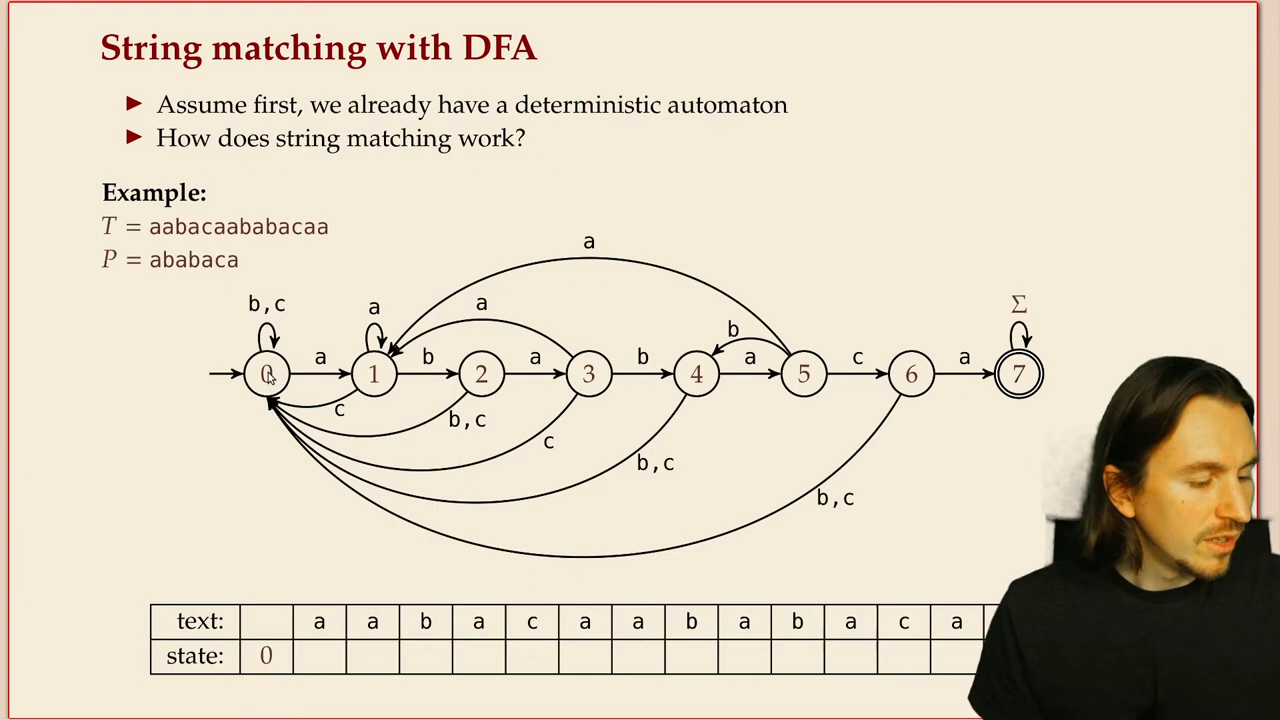 String matching with DFA
▶ Assume first, we already have a deterministic automaton
▶ How does string matching work?
Example:
T = aabacaababacaa
P = ababaca
a
b,c a a Σ
b
0 a 1 b 2 a 3 b 4 a 5 c 6 a 7
c b,c
c
b,c
b,c
text: a a b a c a a b a b a c a
state: 0